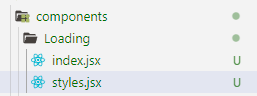 components
Loading
index.jsx U
styles.jsx U